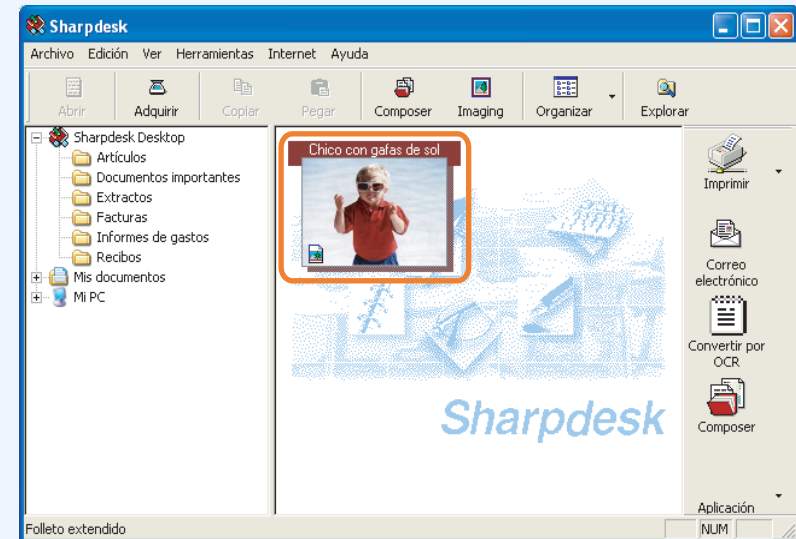 Sharpdesk
Archivo Edición Ver Herramientas Internet Ayuda
Abrir Adquirir Copiar Pegar Composer Imaging Organizar Explorar
Sharpdesk Desktop
Artículos
Documentos importantes
Extractos
Facturas
Informes de gastos
Recibos
Mis documentos
Mi PC
Chico con gafas de sol
Sharpdesk
Imprimir
Correo
electrónico
Convertir por
OCR
Composer
Aplicación
Folleto extendido
NUM